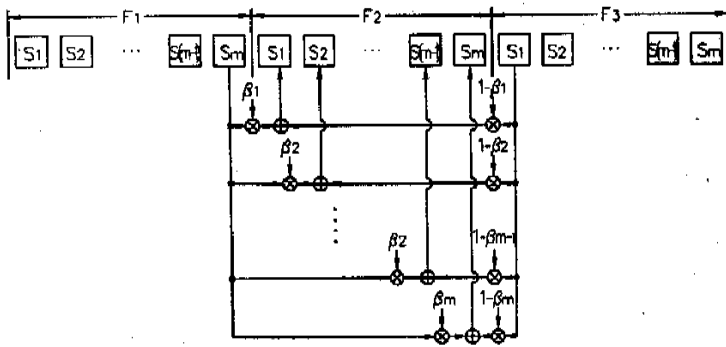 F1 F2 F3
S1 S2 ... S(m-1) Sm S1 S2 ... S(m-1) Sm S1 S2 ... S(m-1) Sm
β1 1-β1
β2 1-β2
β2 1-βm-1
βm 1-βm